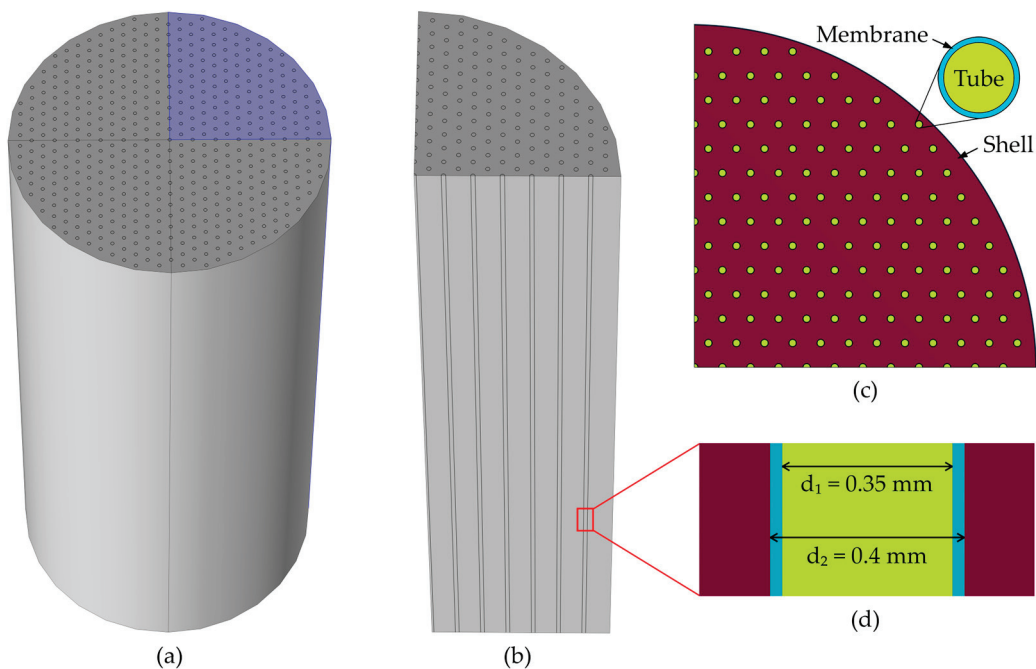 Membrane
Tube
Shell
(a)
(b)
(c)
d₁ = 0.35 mm
d₂ = 0.4 mm
(d)